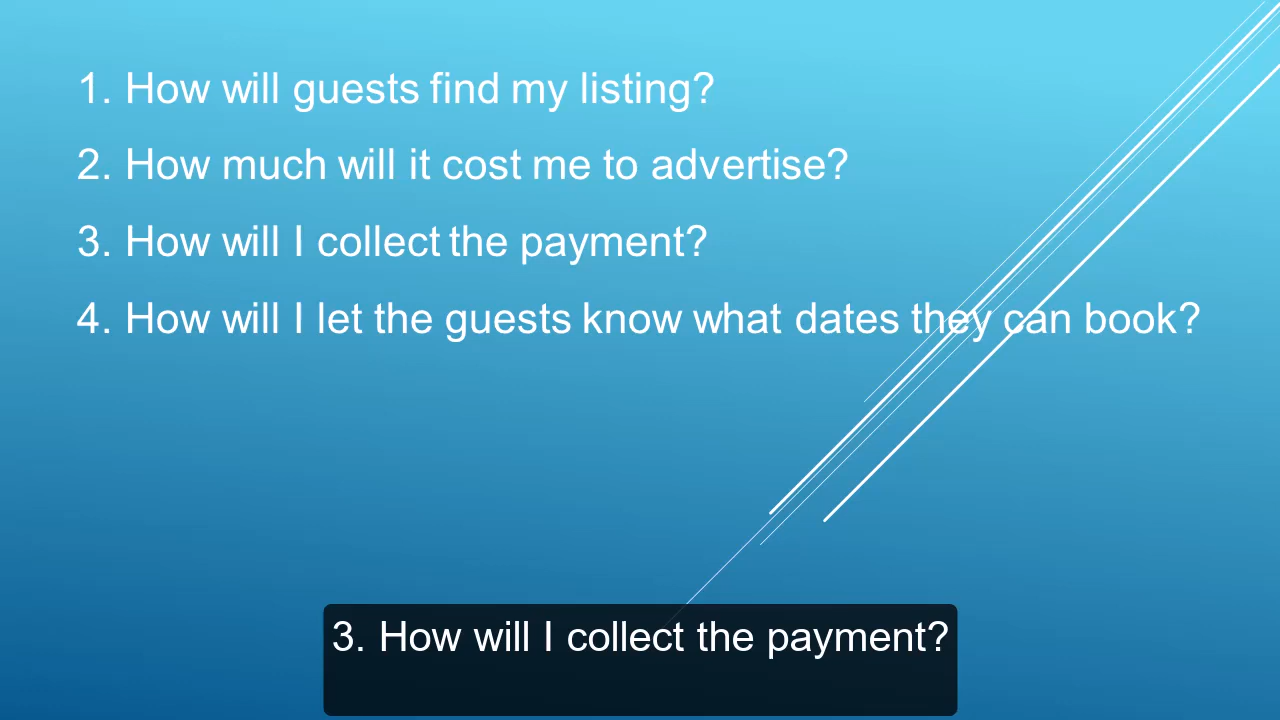 1. How will guests find my listing?
2. How much will it cost me to advertise?
3. How will I collect the payment?
4. How will I let the guests know what dates they can book?
3. How will I collect the payment?